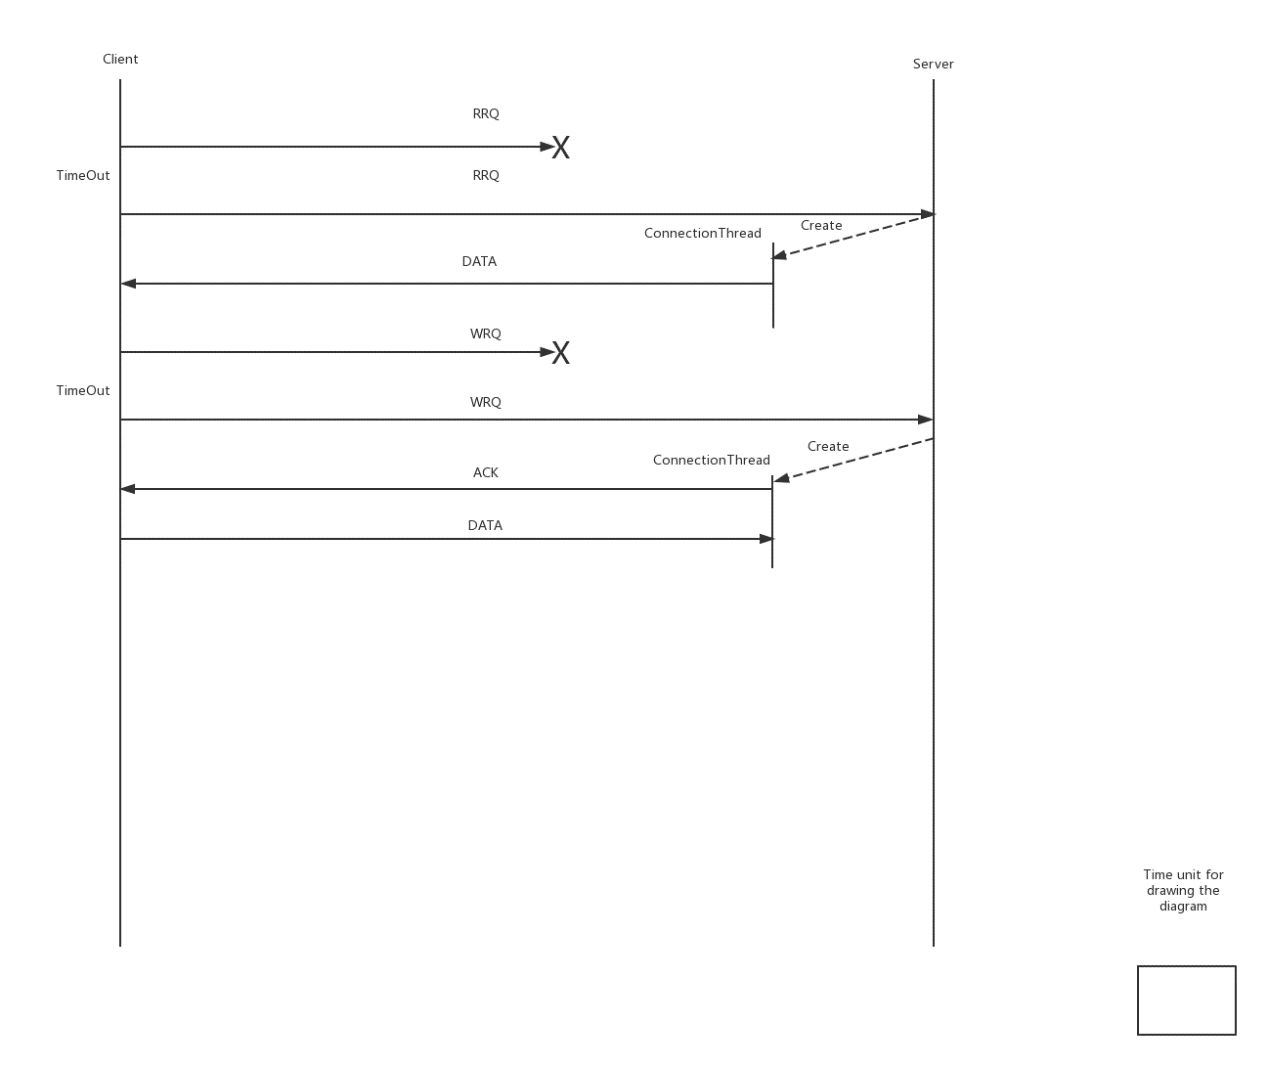 Client
Server
RRQ
X
TimeOut
RRQ
Create
ConnectionThread
DATA
WRQ
X
TimeOut
WRQ
Create
ConnectionThread
ACK
DATA
Time unit for
drawing the
diagram